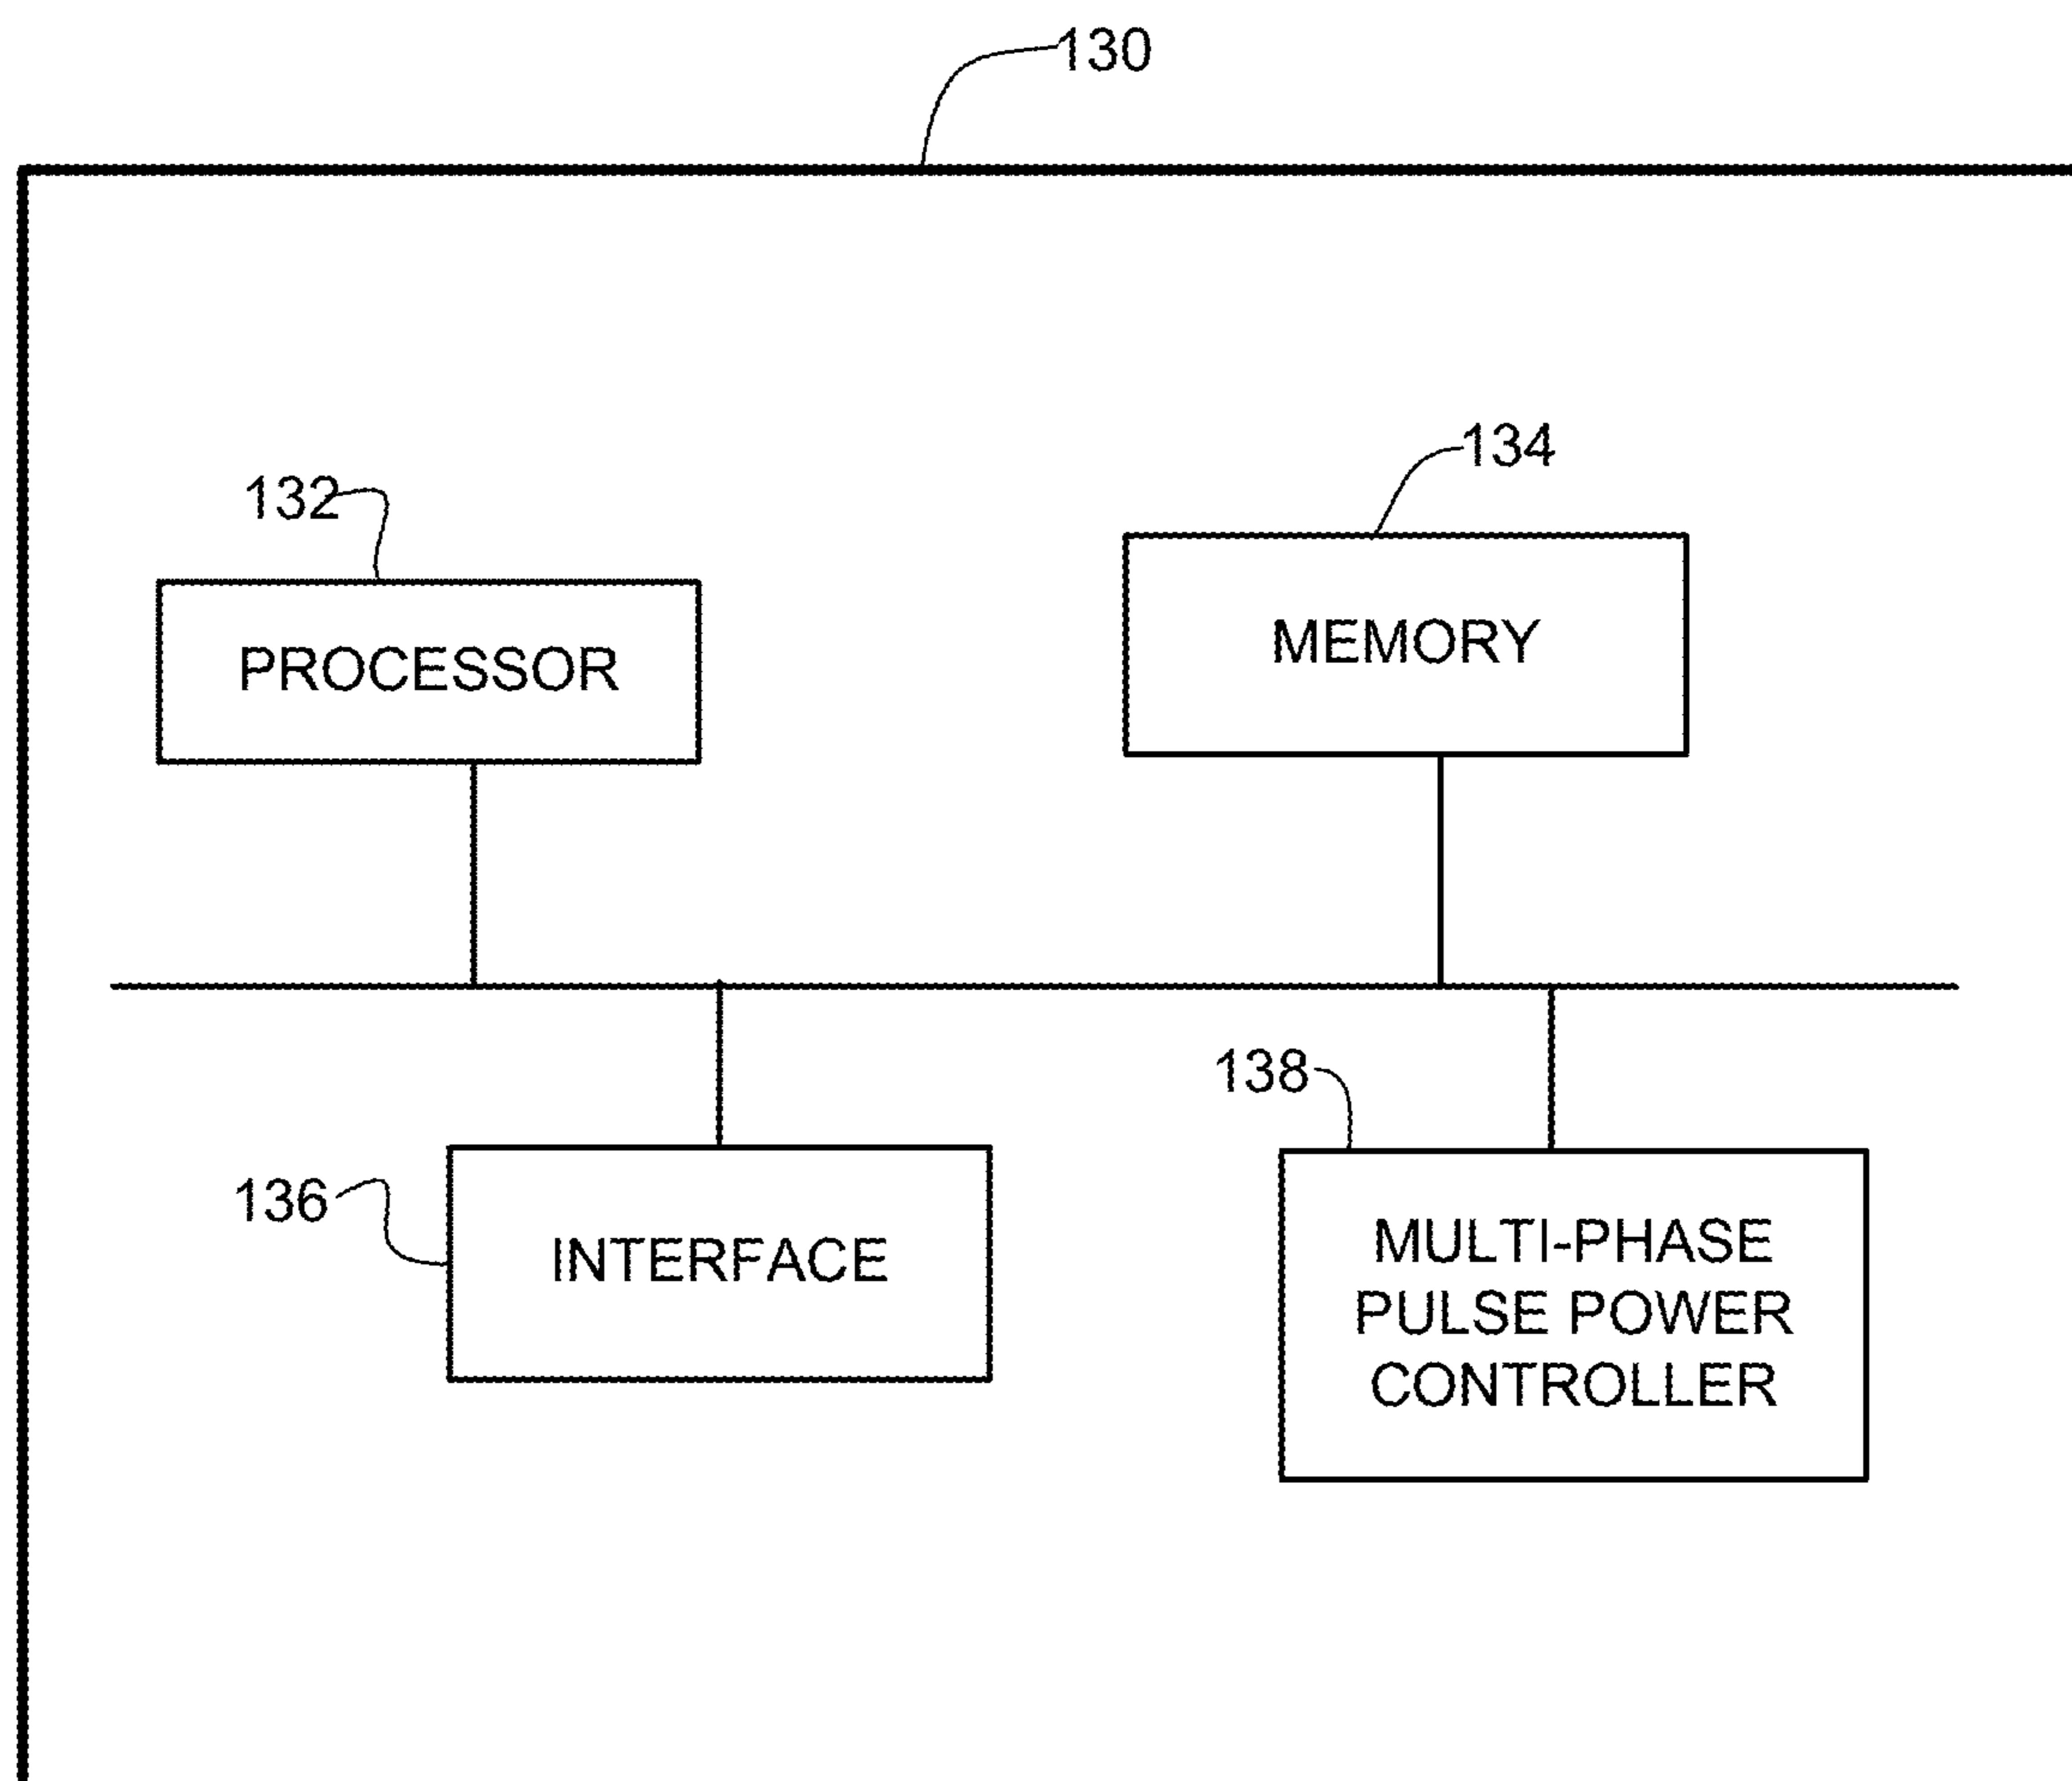 130
134
132
MEMORY
PROCESSOR
138
136
INTERFACE
MULTI-PHASE
PULSE POWER
CONTROLLER